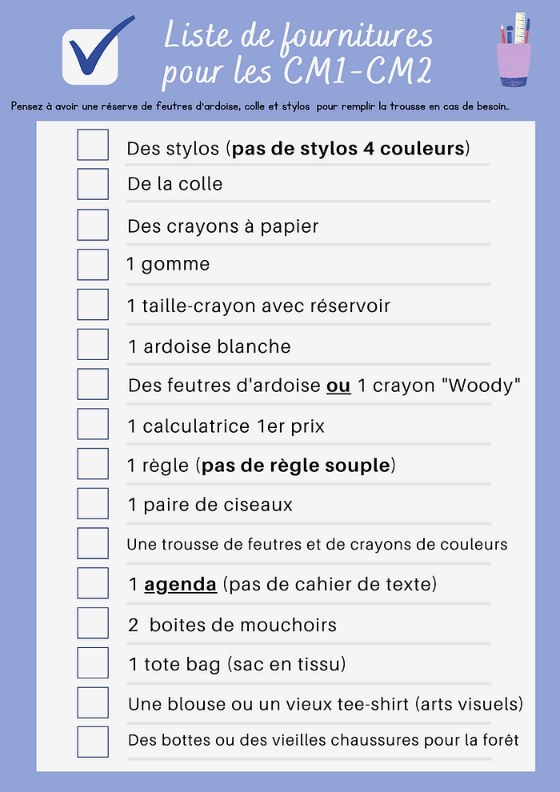 Liste de fournitures
pour les CM1-CM2
Pensez à avoir une réserve de feutres d'ardoise, colle et stylos pour remplir la trousse en cas de besoin.
Des stylos (pas de stylos 4 couleurs)
De la colle
Des crayons à papier
1 gomme
1 taille-crayon avec réservoir
1 ardoise blanche
Des feutres d'ardoise ou 1 crayon "Woody"
1 calculatrice 1er prix
1 règle (pas de règle souple)
1 paire de ciseaux
Une trousse de feutres et de crayons de couleurs
1 agenda (pas de cahier de texte)
2 boites de mouchoirs
1 tote bag (sac en tissu)
Une blouse ou un vieux tee-shirt (arts visuels)
Des bottes ou des vieilles chaussures pour la forêt